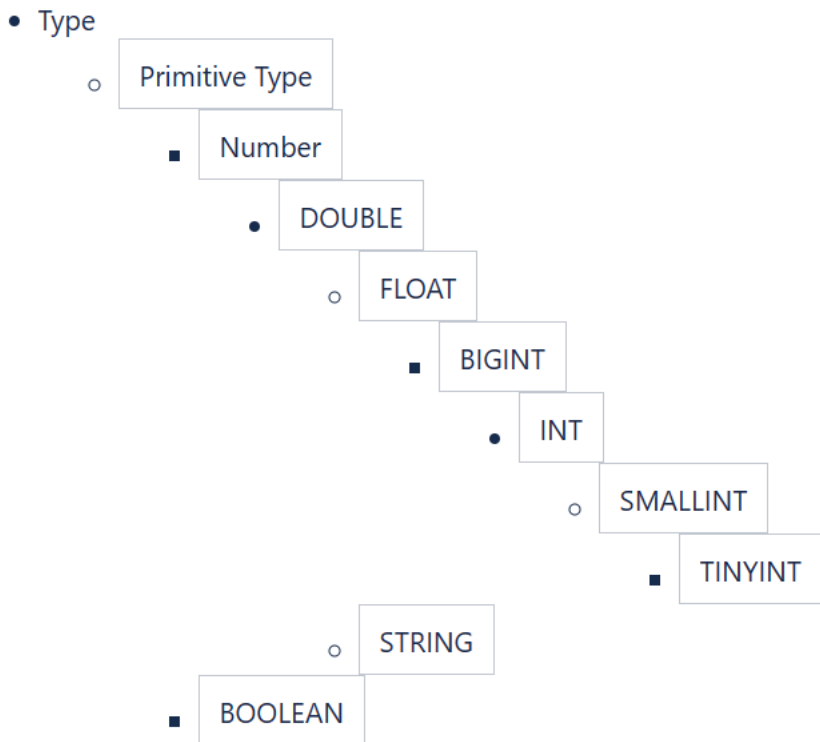 Type
Primitive Type
Number
DOUBLE
FLOAT
BIGINT
INT
SMALLINT
TINYINT
STRING
BOOLEAN